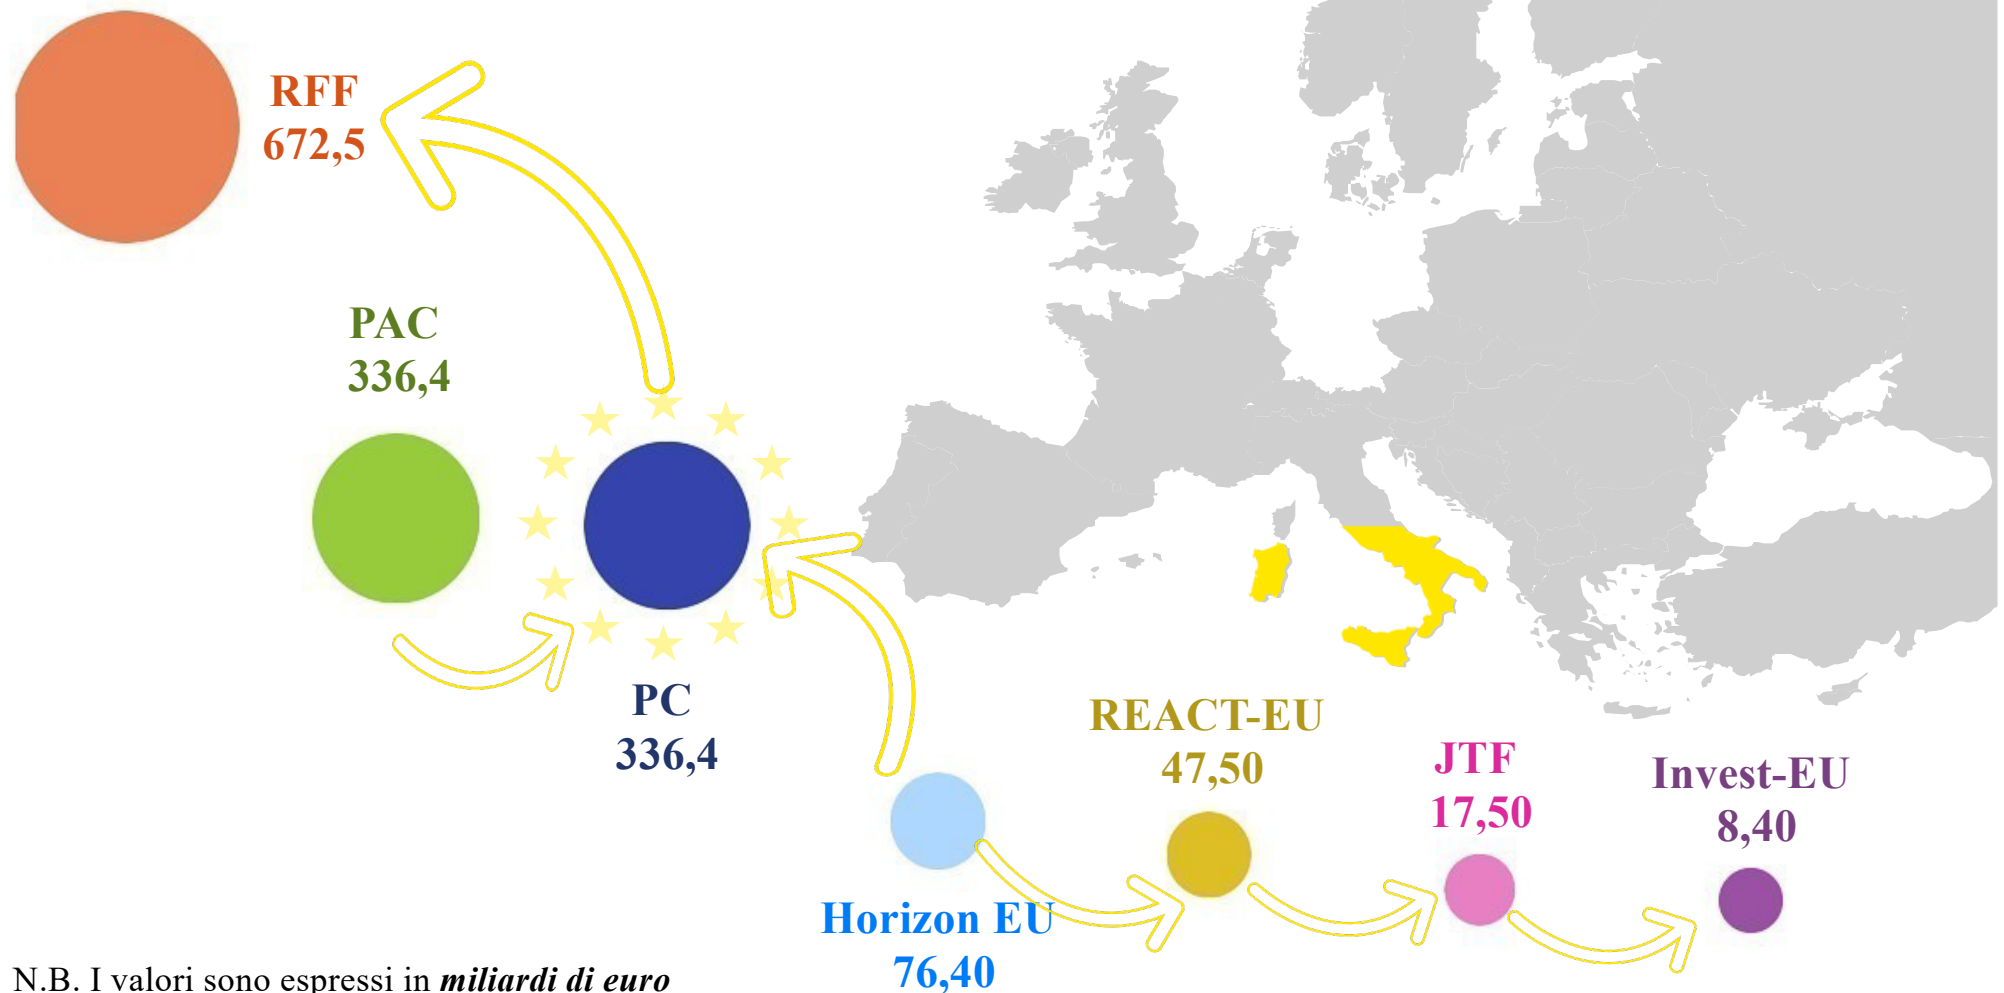 RFF
672,5
PAC
336,4
PC
336,4
REACT-EU
47,50
JTF
17,50
Invest-EU
8,40
Horizon EU
76,40
N.B. I valori sono espressi in miliardi di euro